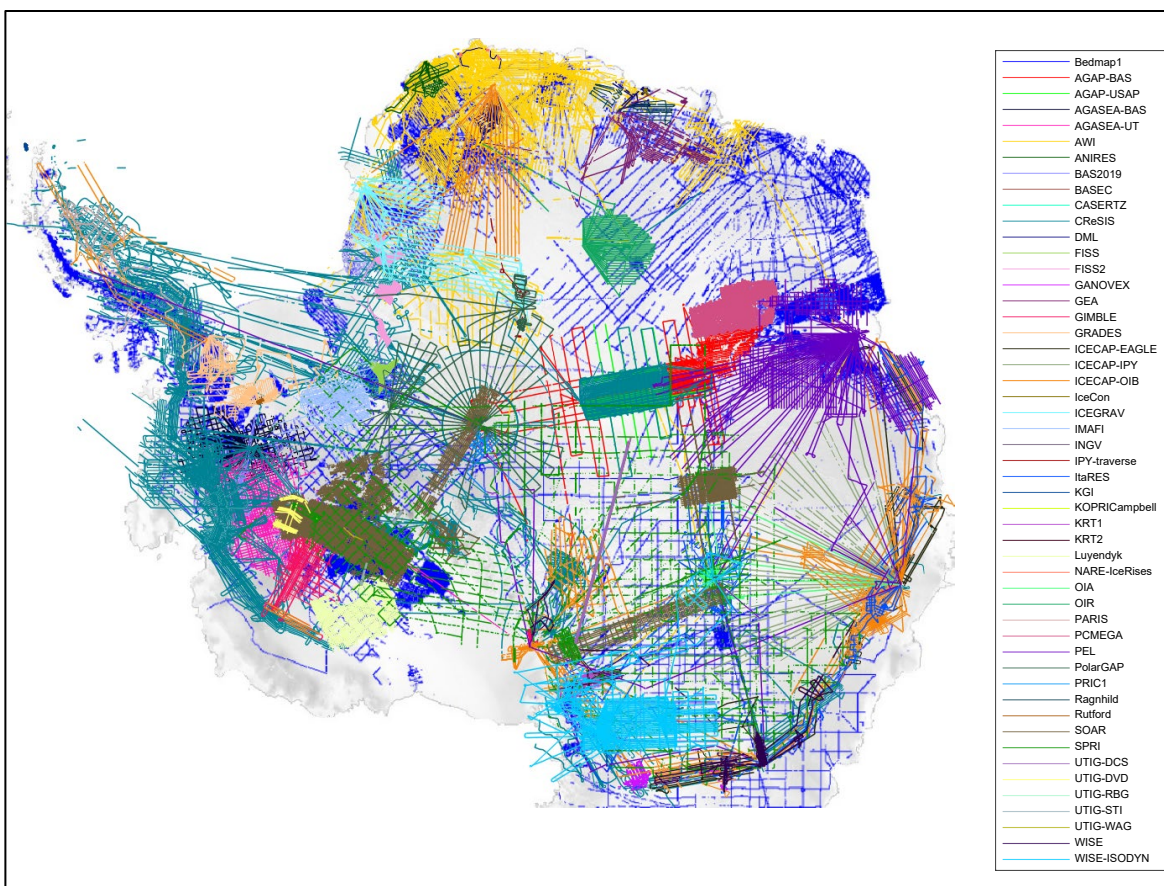 Bedmap1
AGAP-BAS
AGAP-USAP
AGASEA-BAS
AGASEA-UT
AWI
ANIRES
BAS2019
BASEC
CASERTZ
CReSIS
DML
FISS
FISS2
GANOVEX
GEA
GIMBLE
GRADES
ICECAP-EAGLE
ICECAP-IPY
ICECAP-OIB
IceCon
ICEGRAV
IMAFI
INGV
IPY-traverse
ItaRES
KGI
KOPRICampbell
KRT1
KRT2
Luyendyk
NARE-IceRises
OIA
OIR
PARIS
PCMEGA
PEL
PolarGAP
PRIC1
Ragnhild
Rutford
SOAR
SPRI
UTIG-DCS
UTIG-DVD
UTIG-RBG
UTIG-STI
UTIG-WAG
WISE
WISE-ISODYN